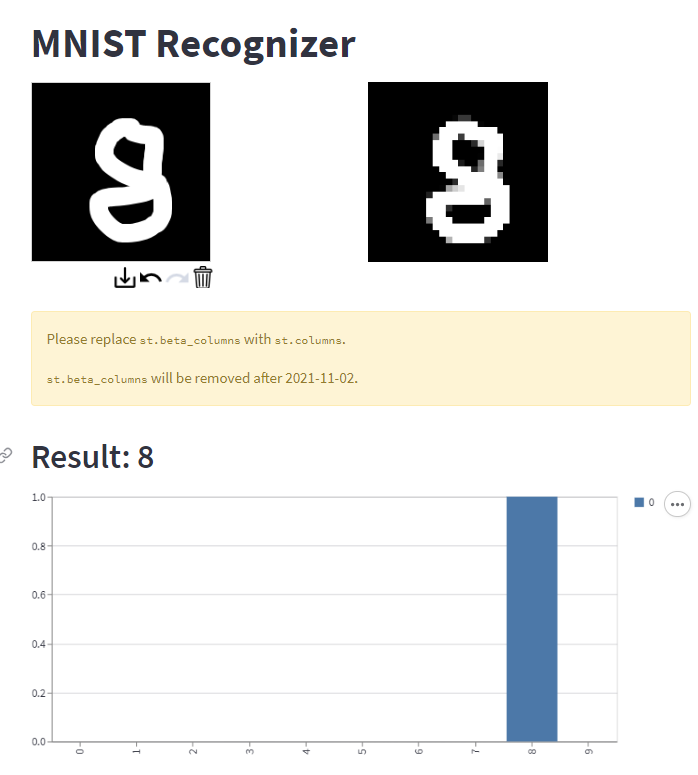 MNIST Recognizer
8 8
Please replace st.beta_columns with st.columns.
st.beta_columns will be removed after 2021-11-02.
Result: 8
1.0
0
0.8
0.6
0.4
0.2
0.0
0 1 2 3 4 5 6 7 8 9